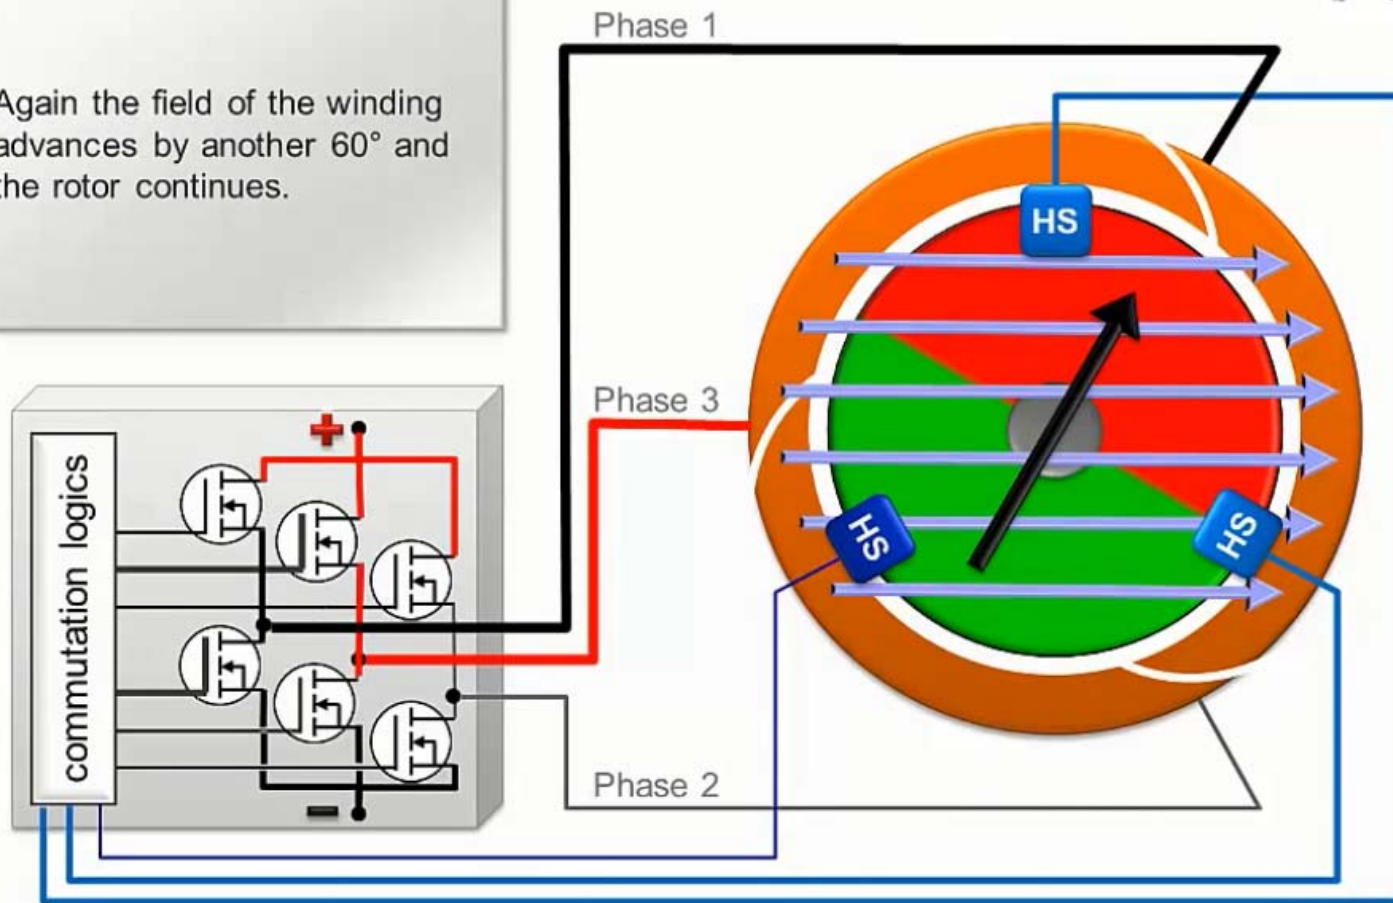 Phase 1
Again the field of the winding
advances by another 60° and
the rotor continues.
HS
Phase 3
+
commutation logics
HS
HS
Phase 2
-